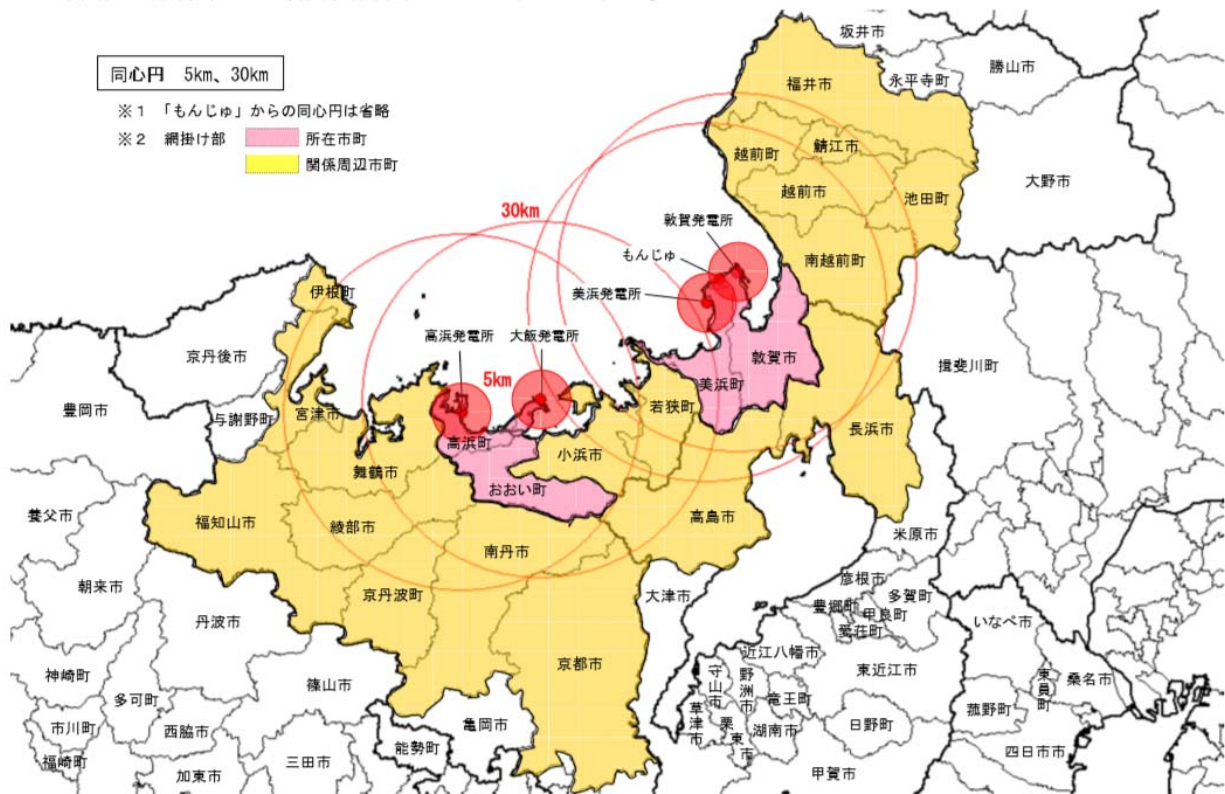 同心円 5km、30km
※1 「もんじゅ」からの同心円は省略
※2 網掛け部 所在市町
関係周辺市町
坂井市
永平寺町
勝山市
福井市
越前町
鯖江市
大野市
越前市
池田町
30km
敦賀発電所
もんじゅ
南越前町
美浜発電所
伊根町
高浜発電所
大飯発電所
京丹後市
敦賀市
揖斐川町
5km
美浜町
豊岡市
与謝野町
宮津市
若狭町
長浜市
高浜町
小浜市
舞鶴市
おおい町
養父市
福知山市
綾部市
高島市
米原市
南丹市
朝来市
京丹波町
大津市
彦根市
多賀町
豊郷町
甲良町
愛荘町
丹波市
いなべ市
近江八幡市
京都市
東近江市
神崎町
篠山市
守山市
野洲市
竜王町
東員町
桑名市
多可町
草津市
栗東市
湖南市
日野町
菰野町
市川町
西脇市
亀岡市
能勢町
福崎町
三田市
四日市市
加東市
甲賀市